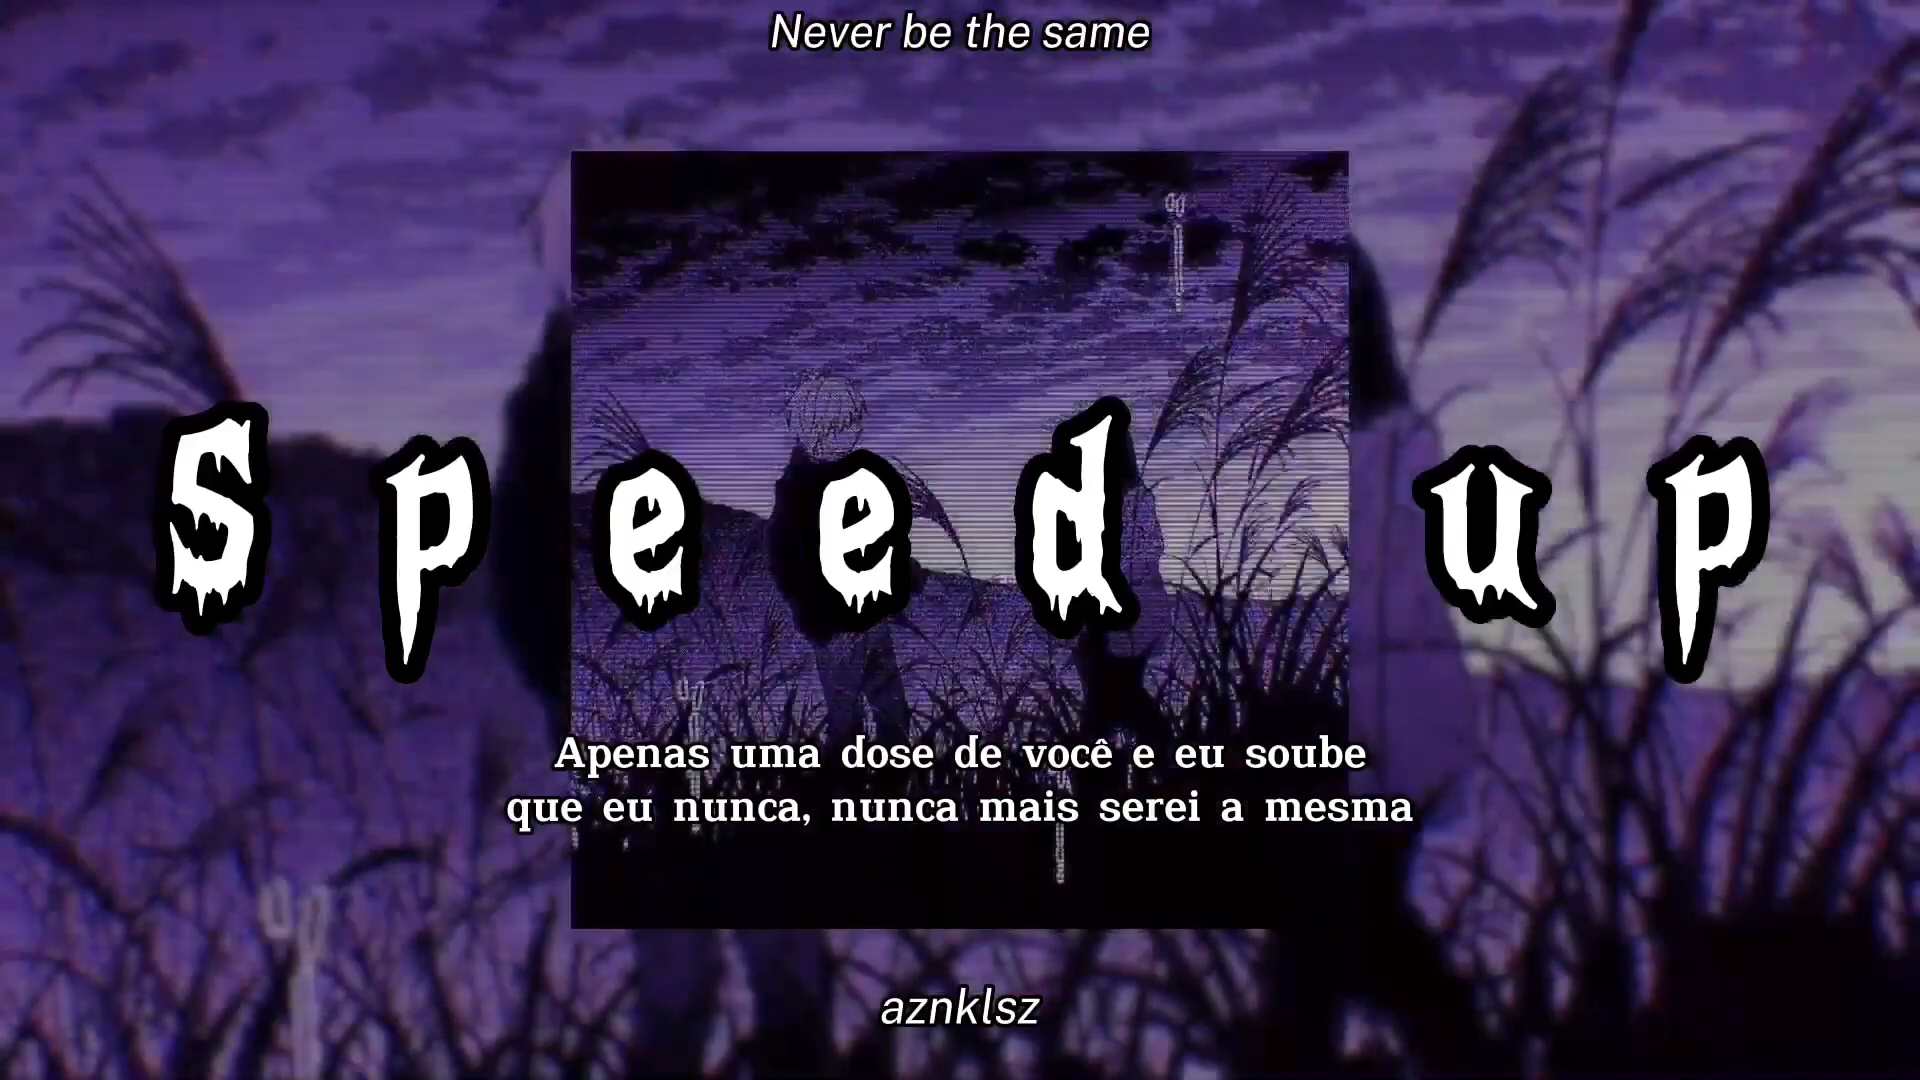 Never be the same
Speed up
Apenas uma dose de você e eu soube
que eu nunca, nunca mais serei a mesma
aznklsz